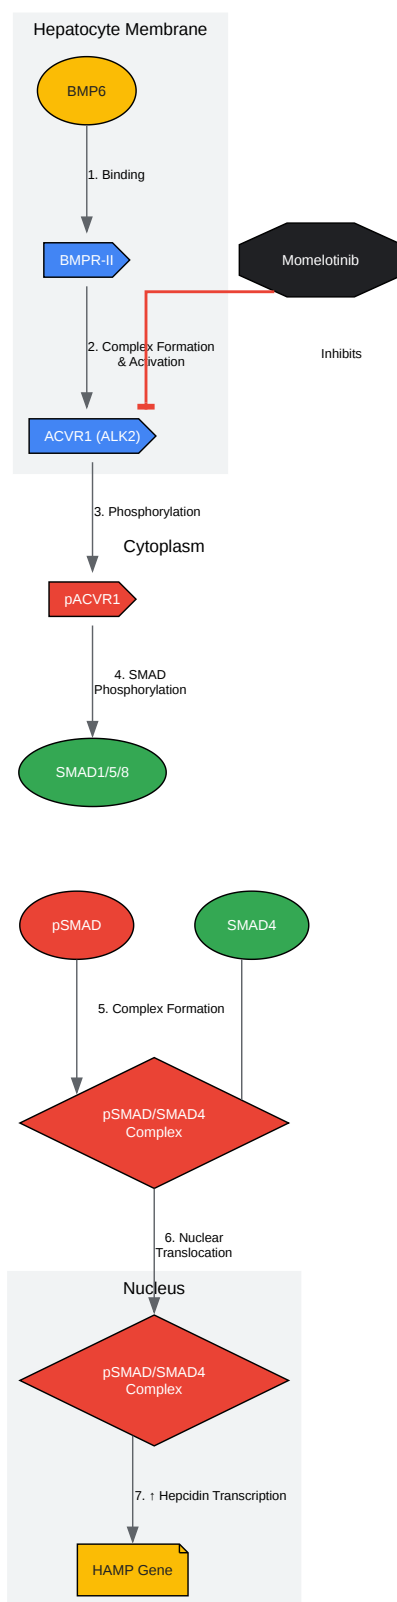 Hepatocyte Membrane
BMP6
1. Binding
BMPR-II
Momelotinib
2. Complex Formation
& Activation
Inhibits
ACVR1 (ALK2)
3. Phosphorylation
Cytoplasm
pACVR1
4. SMAD
Phosphorylation
SMAD1/5/8
pSMAD
SMAD4
5. Complex Formation
pSMAD/SMAD4
Complex
6. Nuclear
Translocation
Nucleus
pSMAD/SMAD4
Complex
7. ↑ Hepcidin Transcription
HAMP Gene